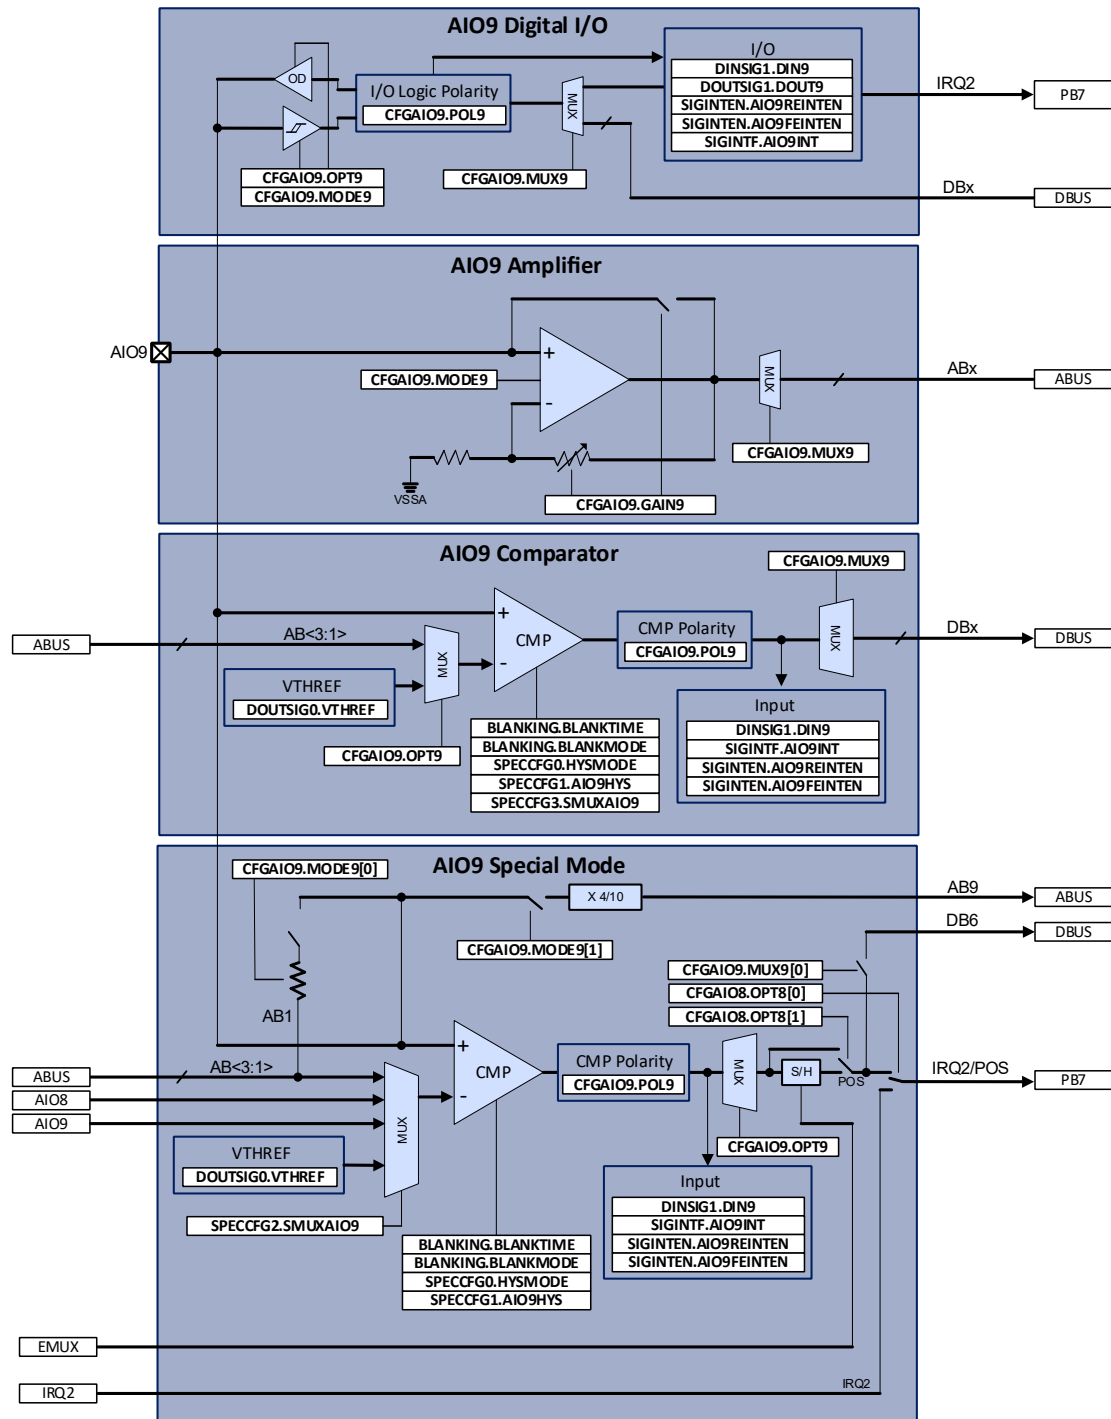 AIO9 Digital I/O
OD
I/O Logic Polarity
CFGAIO9.POL9
MUX
I/O
DINSIG1.DIN9
DOUTSIG1.DOUT9
SIGINTEN.AIO9REINTEN
SIGINTEN.AIO9FEINTEN
SIGINTF.AIO9INT
IRQ2
PB7
CFGAIO9.OPT9
CFGAIO9.MODE9
CFGAIO9.MUX9
DBx
DBUS
AIO9 Amplifier
AIO9
+
CFGAIO9.MODE9
-
MUX
ABx
ABUS
CFGAIO9.MUX9
VSSA
CFGAIO9.GAIN9
AIO9 Comparator
CFGAIO9.MUX9
ABUS
AB<3:1>
MUX
+
CMP
-
CMP Polarity
CFGAIO9.POL9
MUX
DBx
DBUS
VTHREF
DOUTSIG0.VTHREF
CFGAIO9.OPT9
BLANKING.BLANKTIME
BLANKING.BLANKMODE
SPECCFG0.HYSMODE
SPECCFG1.AIO9HYS
SPECCFG3.SMUXAIO9
Input
DINSIG1.DIN9
SIGINTF.AIO9INT
SIGINTEN.AIO9REINTEN
SIGINTEN.AIO9FEINTEN
AIO9 Special Mode
CFGAIO9.MODE9[0]
X 4/10
AB9
ABUS
CFGAIO9.MODE9[1]
DB6
DBUS
CFGAIO9.MUX9[0]
CFGAIO8.OPT8[0]
CFGAIO8.OPT8[1]
AB1
ABUS
AB<3:1>
AIO8
AIO9
MUX
+
CMP
-
CMP Polarity
CFGAIO9.POL9
MUX
S/H
POS
IRQ2/POS
PB7
VTHREF
DOUTSIG0.VTHREF
CFGAIO9.OPT9
SPECCFG2.SMUXAIO9
BLANKING.BLANKTIME
BLANKING.BLANKMODE
SPECCFG0.HYSMODE
SPECCFG1.AIO9HYS
Input
DINSIG1.DIN9
SIGINTF.AIO9INT
SIGINTEN.AIO9REINTEN
SIGINTEN.AIO9FEINTEN
EMUX
IRQ2
IRQ2